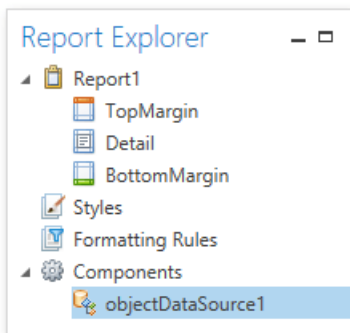 Report Explorer
Report1
TopMargin
Detail
BottomMargin
Styles
Formatting Rules
Components
objectDataSource1